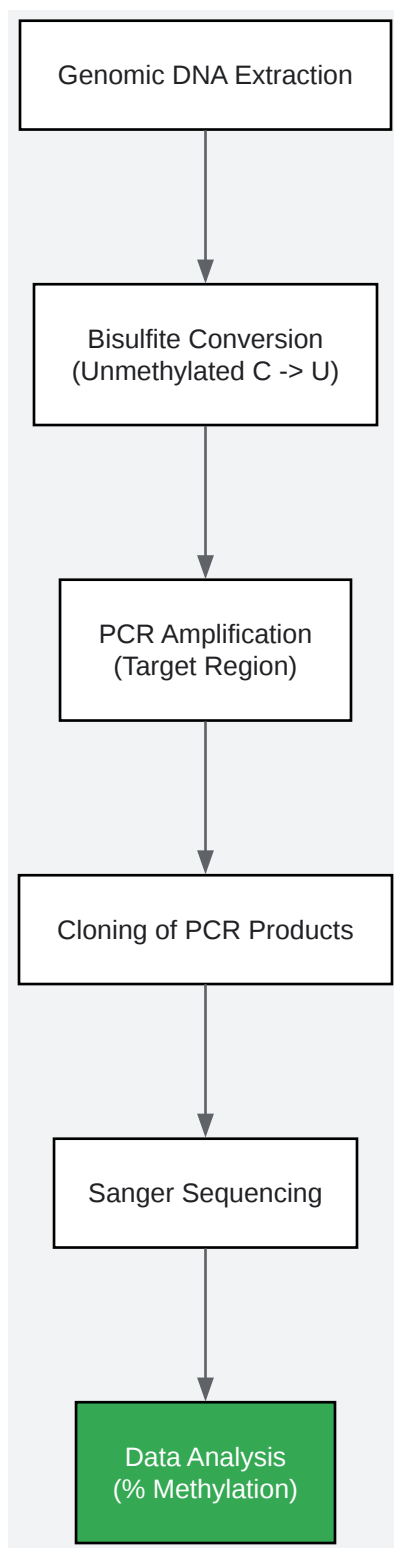 Genomic DNA Extraction
Bisulfite Conversion
(Unmethylated C -> U)
PCR Amplification
(Target Region)
Cloning of PCR Products
Sanger Sequencing
Data Analysis
(% Methylation)